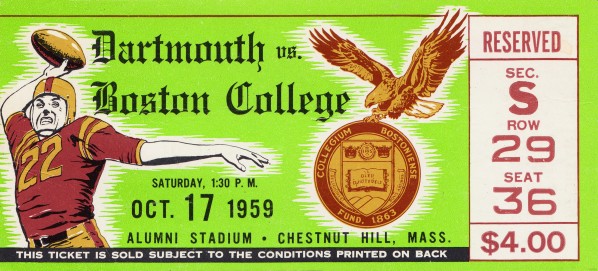 Dartmouth vs.
Boston College
22
COLLEGIUM BOSTONIENSE
FUND. 1863
SATURDAY, 1:30 P. M.
OCT. 17 1959
ALUMNI STADIUM • CHESTNUT HILL, MASS.
THIS TICKET IS SOLD SUBJECT TO THE CONDITIONS PRINTED ON BACK
RESERVED
SEC.
S
ROW
29
SEAT
36
$4.00